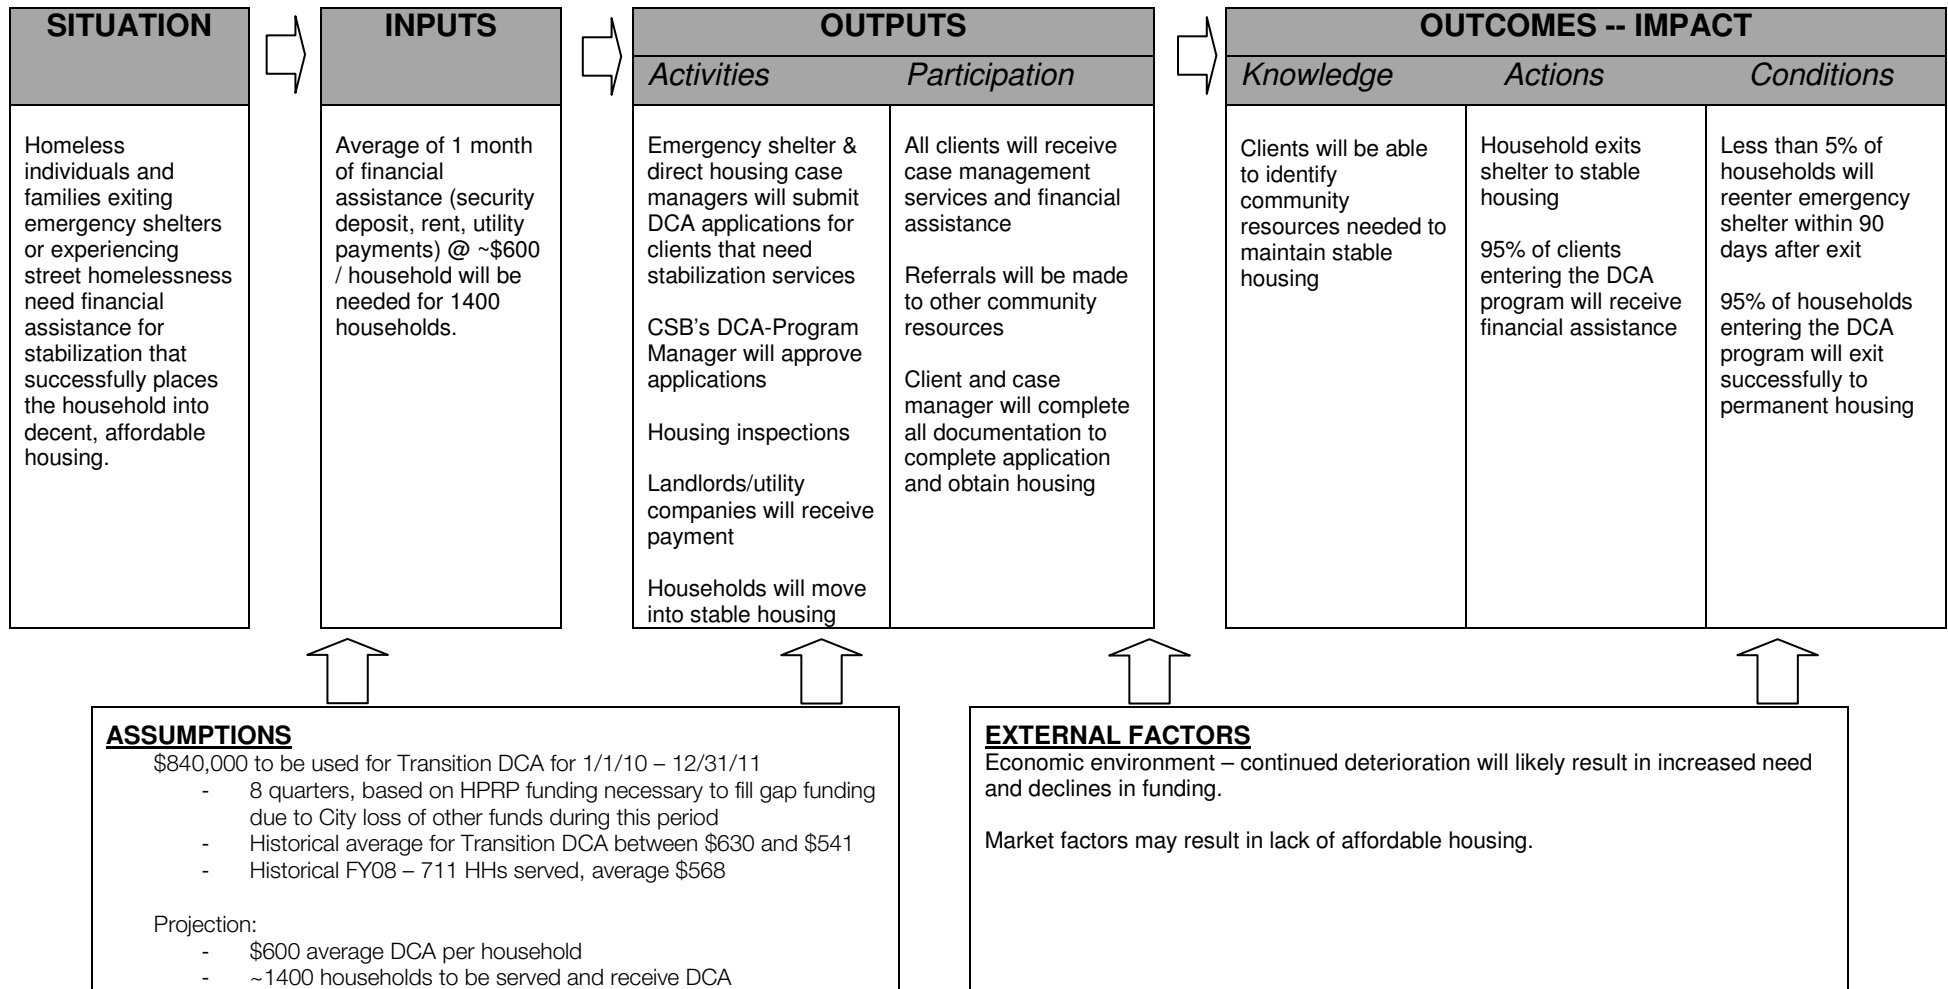 SITUATION
INPUTS
OUTPUTS
OUTCOMES -- IMPACT
Activities
Participation
Knowledge
Actions
Conditions
Homeless
individuals and
families exiting
emergency shelters
or experiencing
street homelessness
need financial
assistance for
stabilization that
successfully places
the household into
decent, affordable
housing.
Average of 1 month
of financial
assistance (security
deposit, rent, utility
payments) @ ~$600
/ household will be
needed for 1400
households.
Emergency shelter &
direct housing case
managers will submit
DCA applications for
clients that need
stabilization services
CSB's DCA-Program
Manager will approve
applications
Housing inspections
Landlords/utility
companies will receive
payment
Households will move
into stable housing
All clients will receive
case management
services and financial
assistance
Referrals will be made
to other community
resources
Client and case
manager will complete
all documentation to
complete application
and obtain housing
Clients will be able
to identify
community
resources needed to
maintain stable
housing
Household exits
shelter to stable
housing
95% of clients
entering the DCA
program will receive
financial assistance
Less than 5% of
households will
reenter emergency
shelter within 90
days after exit
95% of households
entering the DCA
program will exit
successfully to
permanent housing
ASSUMPTIONS
$840,000 to be used for Transition DCA for 1/1/10 – 12/31/11
- 8 quarters, based on HPRP funding necessary to fill gap funding
due to City loss of other funds during this period
- Historical average for Transition DCA between $630 and $541
- Historical FY08 – 711 HHs served, average $568
Projection:
- $600 average DCA per household
- ~1400 households to be served and receive DCA
EXTERNAL FACTORS
Economic environment – continued deterioration will likely result in increased need
and declines in funding.
Market factors may result in lack of affordable housing.